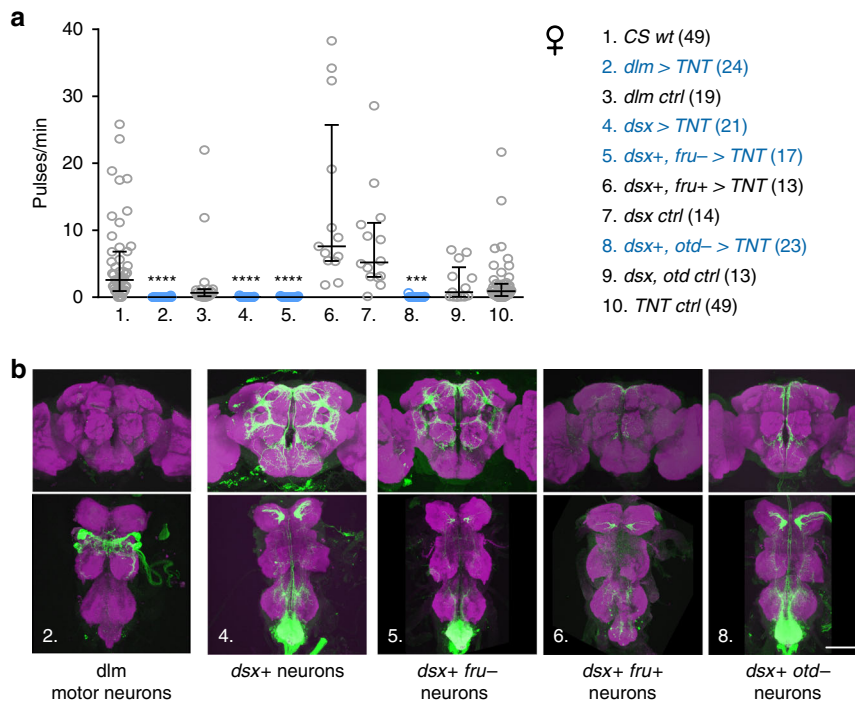 a
40
30
20
10
0
Pulses/min
****
****
****
***
1. 2. 3. 4. 5. 6. 7. 8. 9. 10.
♀
1. CS wt (49)
2. dlm > TNT (24)
3. dlm ctrl (19)
4. dsx > TNT (21)
5. dsx+, fru– > TNT (17)
6. dsx+, fru+ > TNT (13)
7. dsx ctrl (14)
8. dsx+, otd– > TNT (23)
9. dsx, otd ctrl (13)
10. TNT ctrl (49)
b
2.
4.
5.
6.
8.
dlm
motor neurons
dsx+ neurons
dsx+ fru–
neurons
dsx+ fru+
neurons
dsx+ otd–
neurons